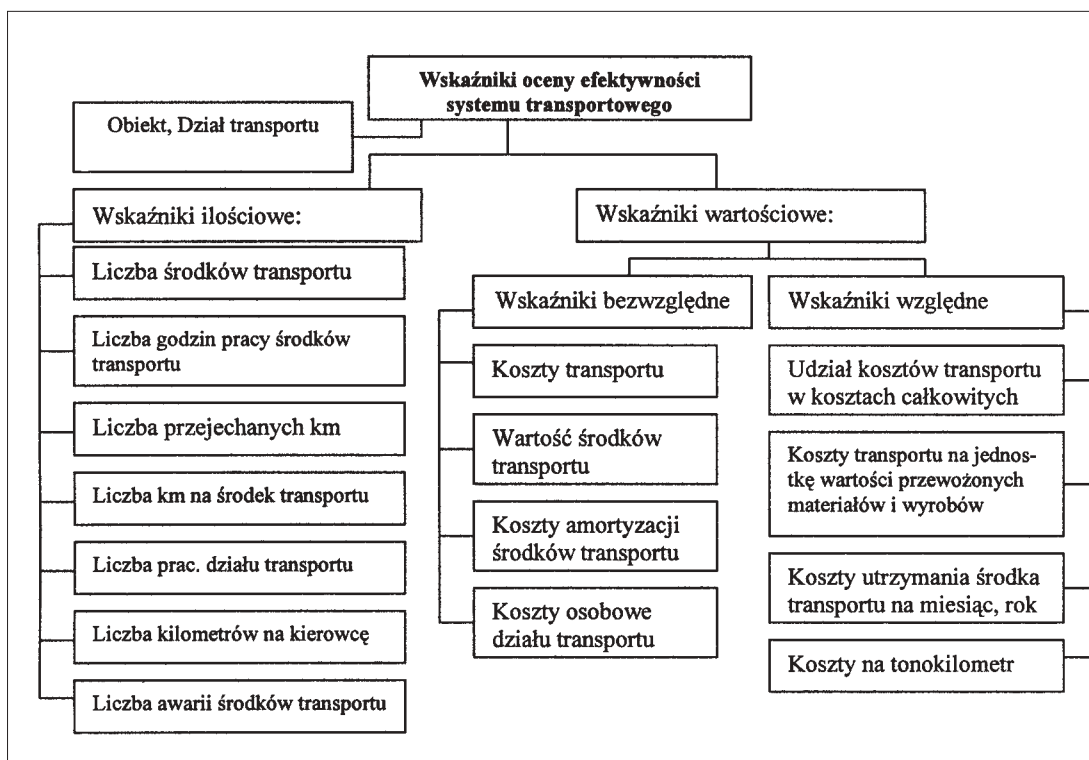 Wskaźniki oceny efektywności
systemu transportowego
Obiekt, Dział transportu
Wskaźniki ilościowe:
Liczba środków transportu
Liczba godzin pracy środków
transportu
Liczba przejechanych km
Liczba km na środek transportu
Liczba prac. działu transportu
Liczba kilometrów na kierowcę
Liczba awarii środków transportu
Wskaźniki wartościowe:
Wskaźniki bezwzględne
Koszty transportu
Wartość środków
transportu
Koszty amortyzacji
środków transportu
Koszty osobowe
działu transportu
Wskaźniki względne
Udział kosztów transportu
w kosztach całkowitych
Koszty transportu na jednos-
tkę wartości przewożonych
materiałów i wyrobów
Koszty utrzymania środka
transportu na miesiąc, rok
Koszty na tonokilometr